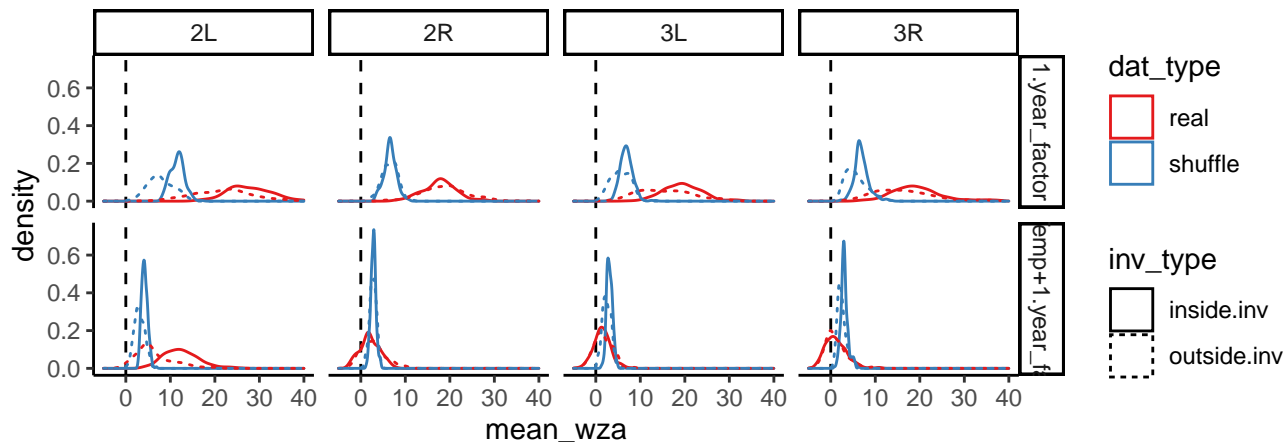 2L 2R 3L 3R
1.year_factor
emp+1.year_fa
density
0.6
0.4
0.2
0.0
0.6
0.4
0.2
0.0
0 10 20 30 40 0 10 20 30 40 0 10 20 30 40 0 10 20 30 40
mean_wza
dat_type
real
shuffle
inv_type
inside.inv
outside.inv